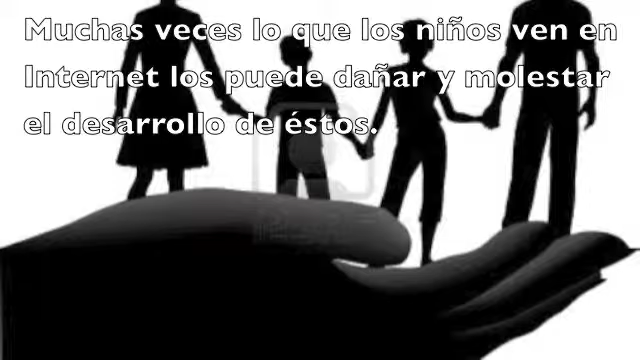 Muchas veces lo que los niños ven en
Internet los puede dañar y molestar
el desarrollo de éstos.